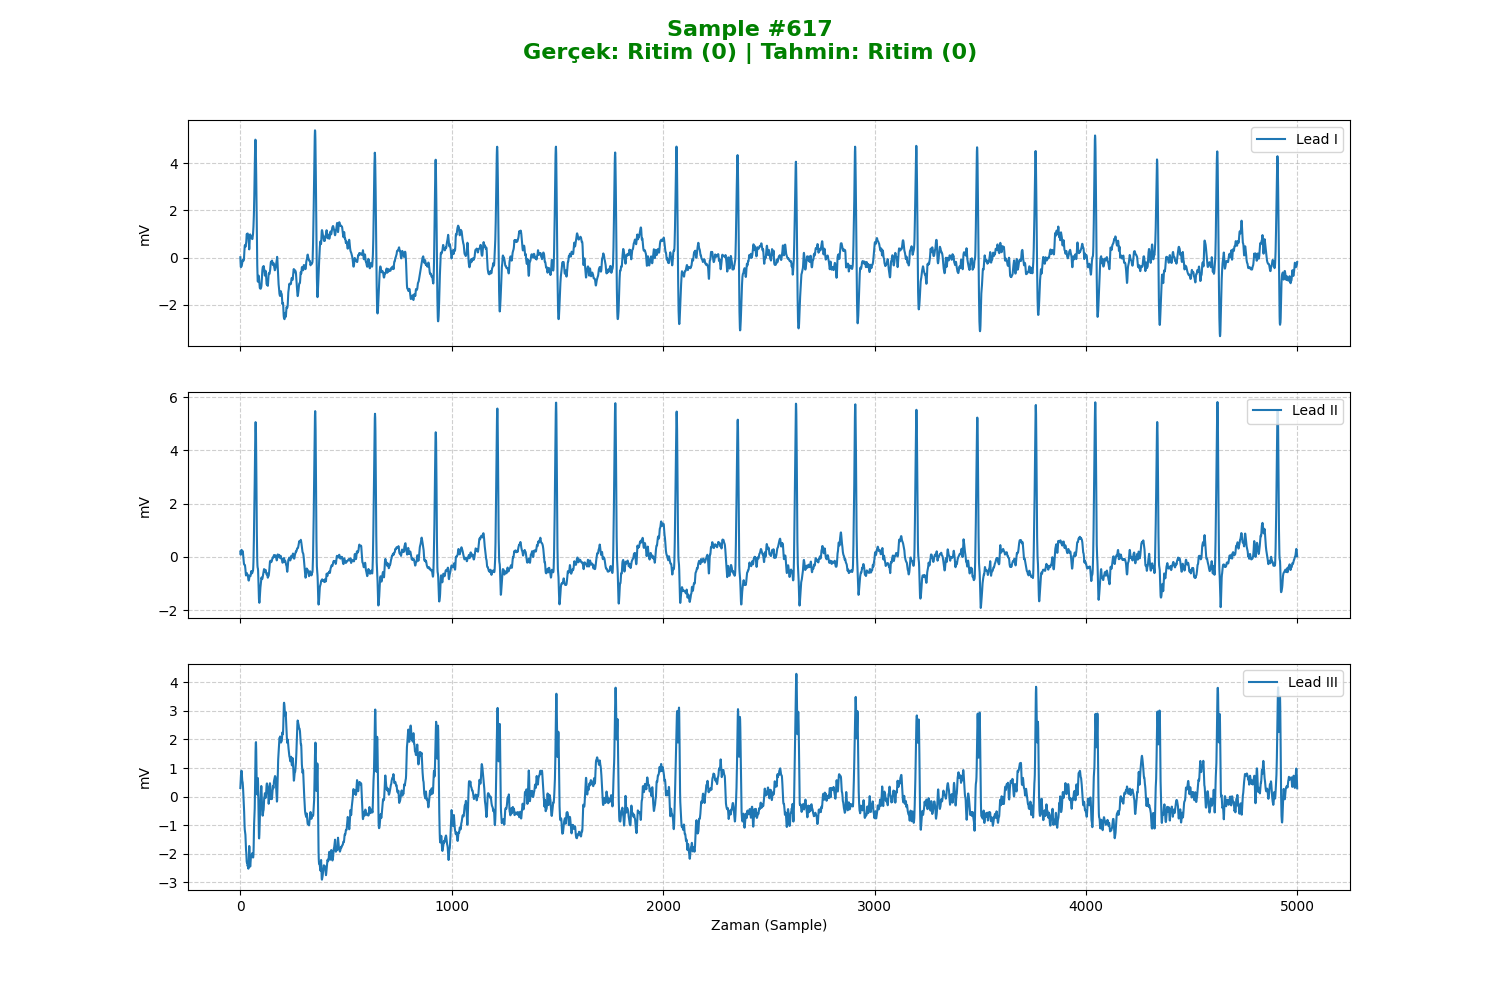 Sample #617
Gerçek: Ritim (0) | Tahmin: Ritim (0)
Lead I
4
2
0
−2
mV
Lead II
6
4
2
0
−2
mV
Lead III
4
3
2
1
0
−1
−2
−3
mV
0 1000 2000 3000 4000 5000
Zaman (Sample)